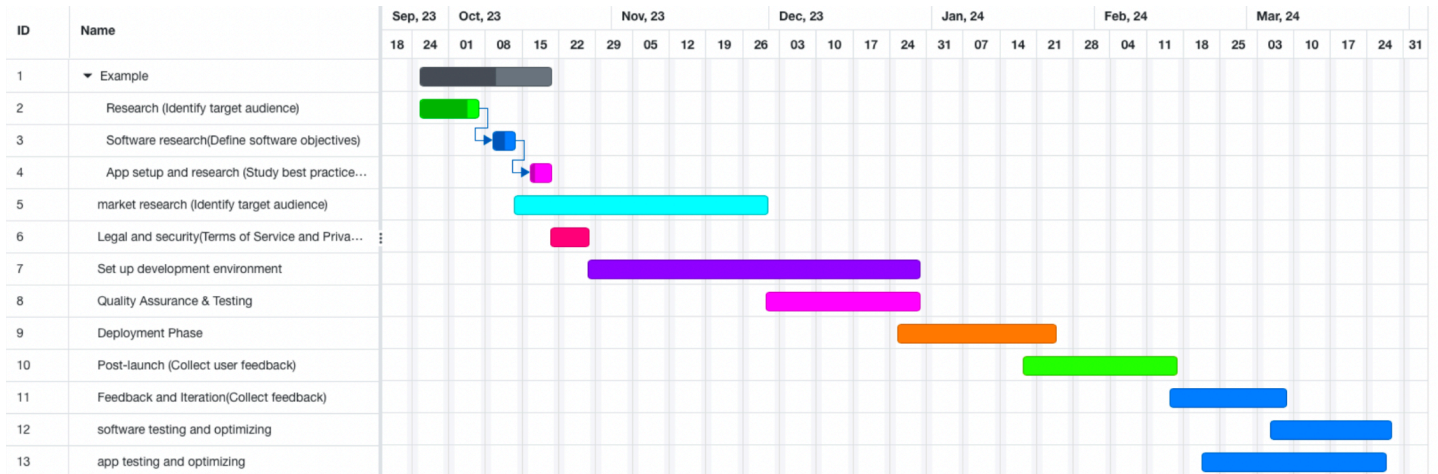 ID Name Sep, 23 Oct, 23 Nov, 23 Dec, 23 Jan, 24 Feb, 24 Mar, 24
18 24 01 08 15 22 29 05 12 19 26 03 10 17 24 31 07 14 21 28 04 11 18 25 03 10 17 24 31
1 Example
2 Research (Identify target audience)
3 Software research(Define software objectives)
4 App setup and research (Study best practice...
5 market research (Identify target audience)
6 Legal and security(Terms of Service and Priva...
7 Set up development environment
8 Quality Assurance & Testing
9 Deployment Phase
10 Post-launch (Collect user feedback)
11 Feedback and Iteration(Collect feedback)
12 software testing and optimizing
13 app testing and optimizing